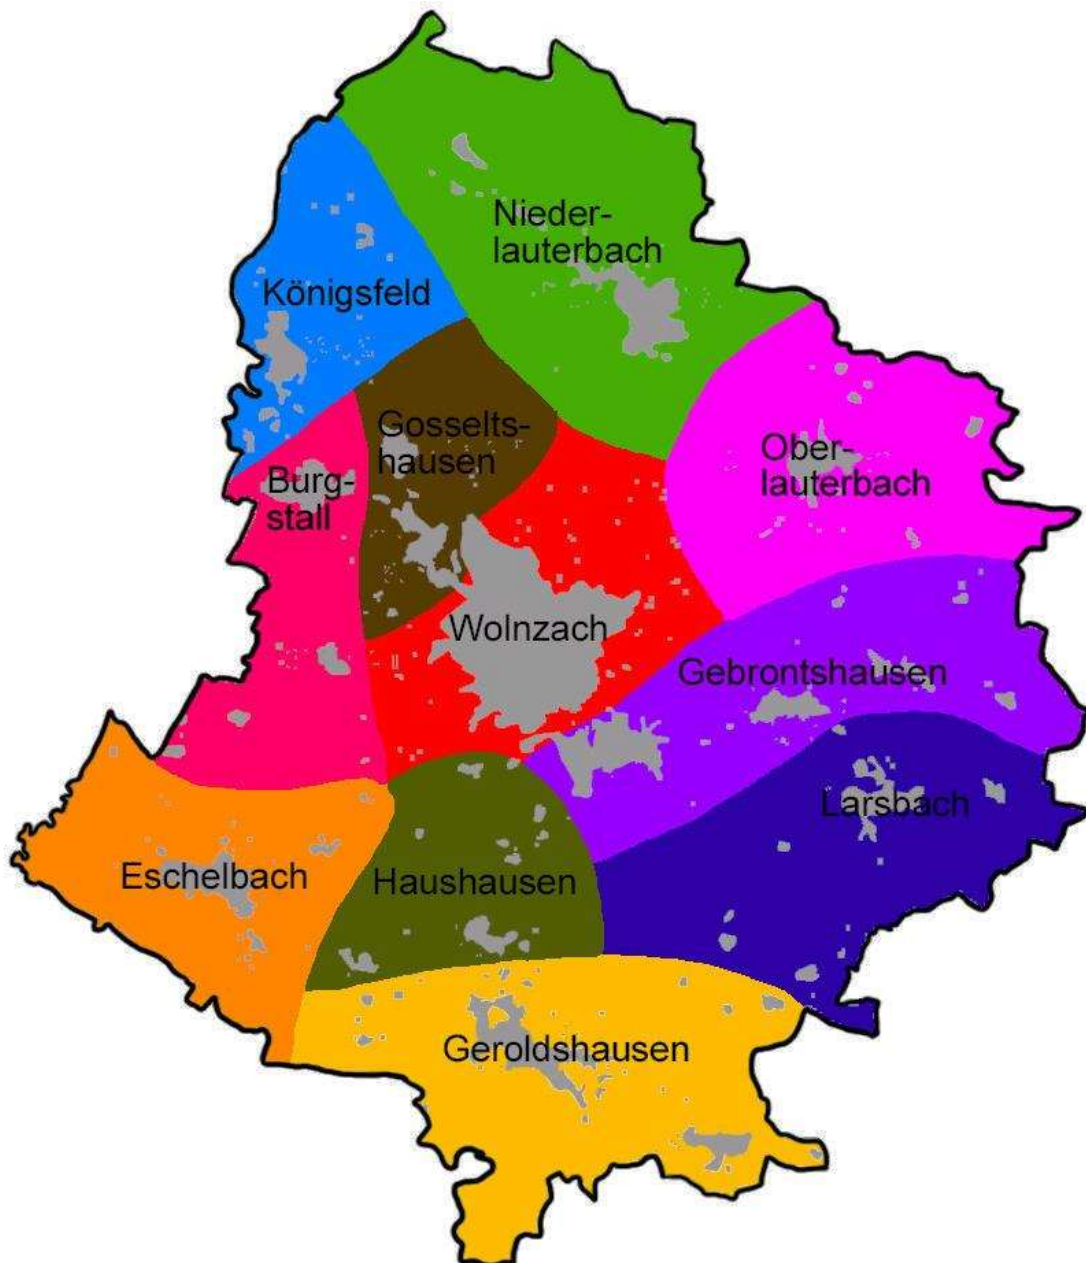 Nieder-
lauterbach
Königsfeld
Gosselts-
hausen
Ober-
lauterbach
Burg-
stall
Wolnzach
Gebrontshausen
Larsbach
Eschelbach
Haushausen
Geroldshausen